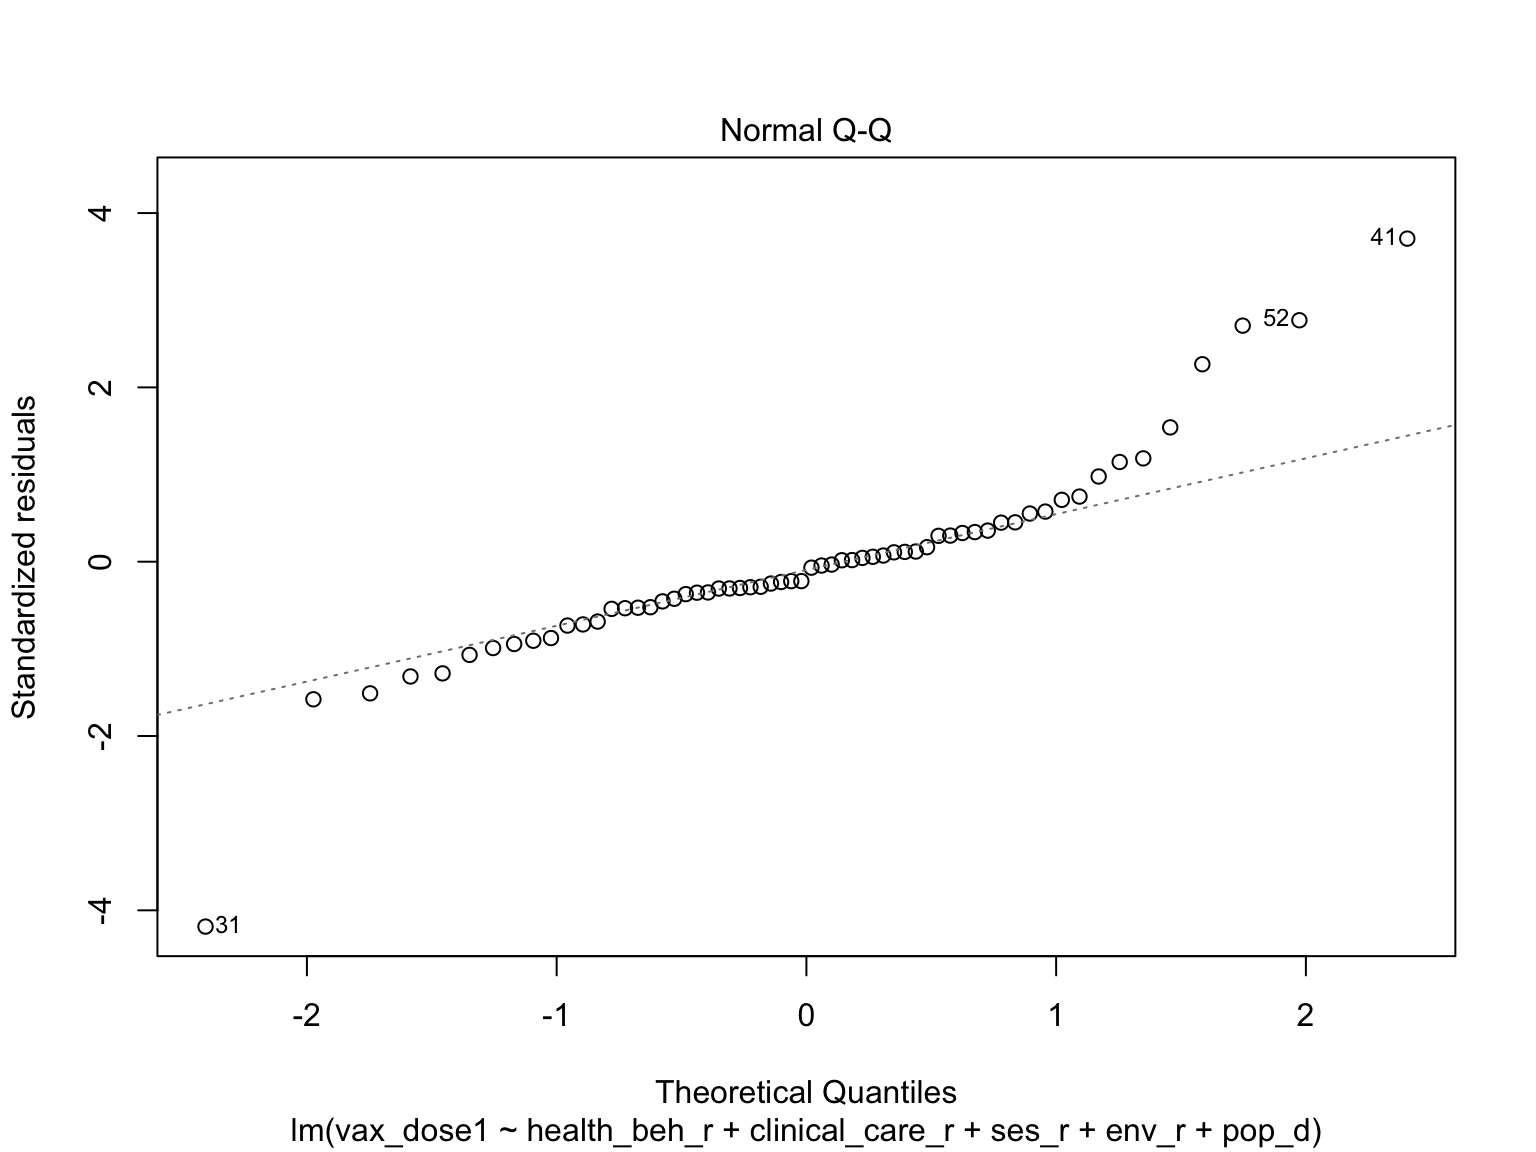 Normal Q-Q
Standardized residuals
4
2
0
-2
-4
41
52
31
-2 -1 0 1 2
Theoretical Quantiles
lm(vax_dose1 ~ health_beh_r + clinical_care_r + ses_r + env_r + pop_d)